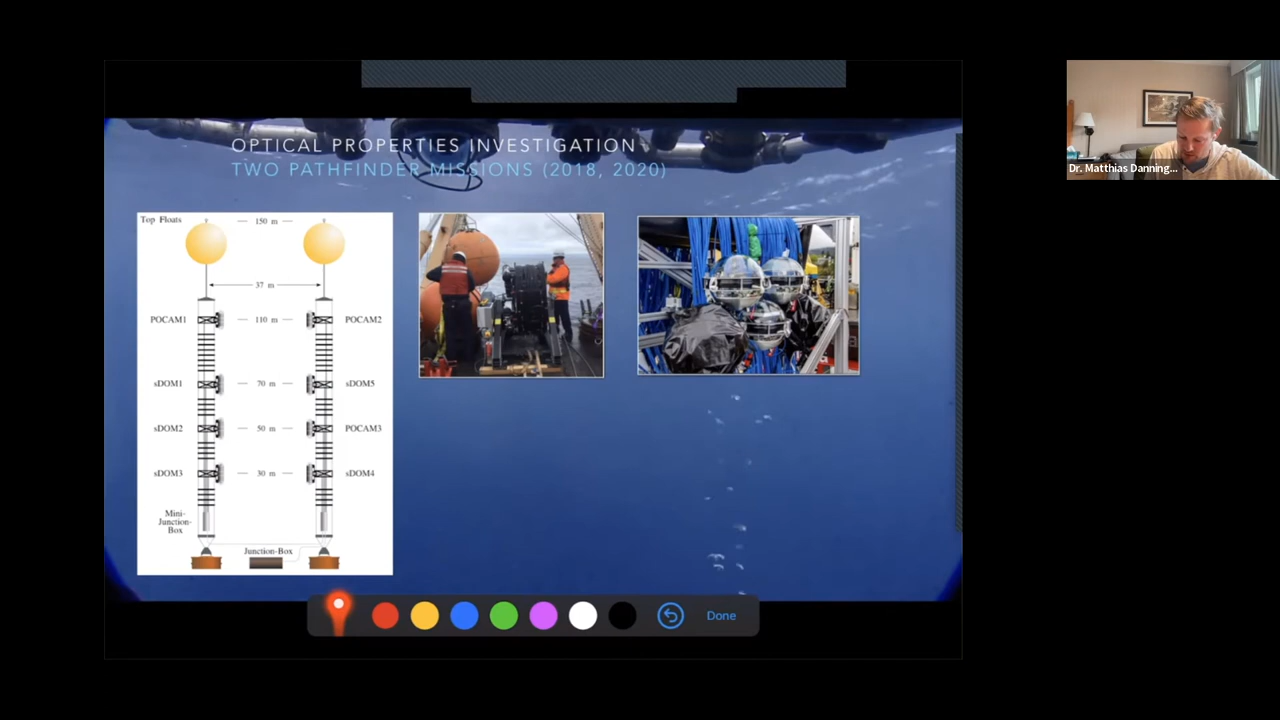 OPTICAL PROPERTIES INVESTIGATION
TWO PATHFINDER MISSIONS (2018, 2020)
Top Floats
150 m
37 m
POCAM1
110 m
POCAM2
sDOM1
70 m
sDOM5
sDOM2
50 m
POCAM3
sDOM3
30 m
sDOM4
Mini-
Junction-
Box
Junction-Box
Done
Dr. Matthias Danning...